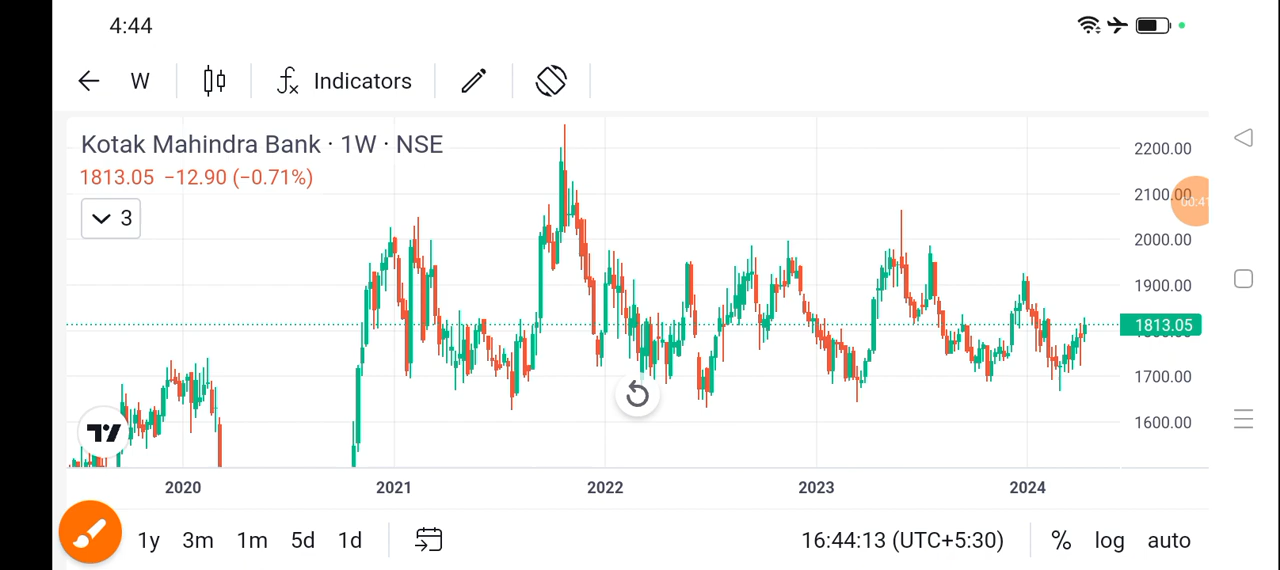 4:44
W
Indicators
Kotak Mahindra Bank · 1W · NSE
1813.05 −12.90 (−0.71%)
3
2200.00
2100.00
2000.00
1900.00
1813.05
1700.00
1600.00
2020 2021 2022 2023 2024
1y 3m 1m 5d 1d
16:44:13 (UTC+5:30) % log auto